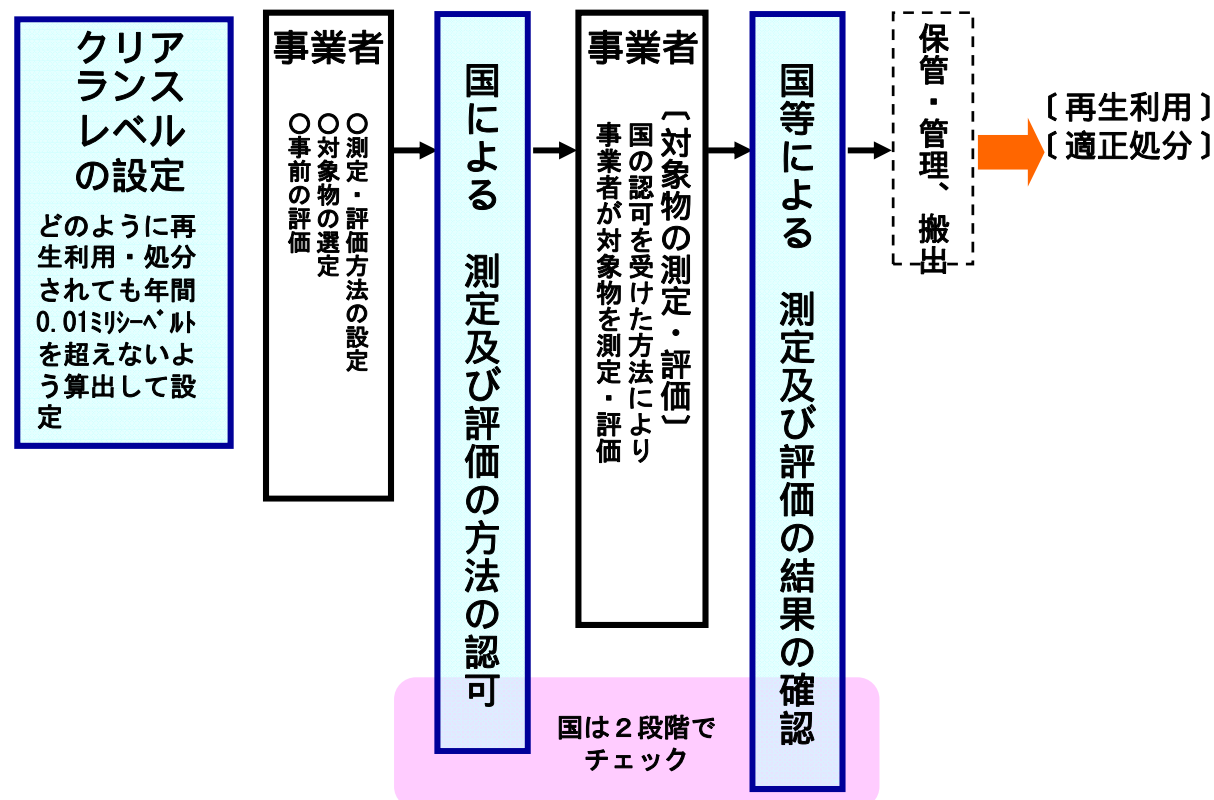 クリア
ランス
レベル
の設定
どのように再
生利用・処分
されても年間
0.01ﾐﾘｼｰﾍﾞﾙﾄ
を超えないよ
う算出して設
定
事業者
○測定・評価方法の設定
○対象物の選定
○事前の評価
国による 測定及び評価の方法の認可
事業者
〔対象物の測定・評価〕
国の認可を受けた方法により
事業者が対象物を測定・評価
国等による 測定及び評価の結果の確認
保管・管理、搬出
〔再生利用〕
〔適正処分〕
国は２段階で
チェック